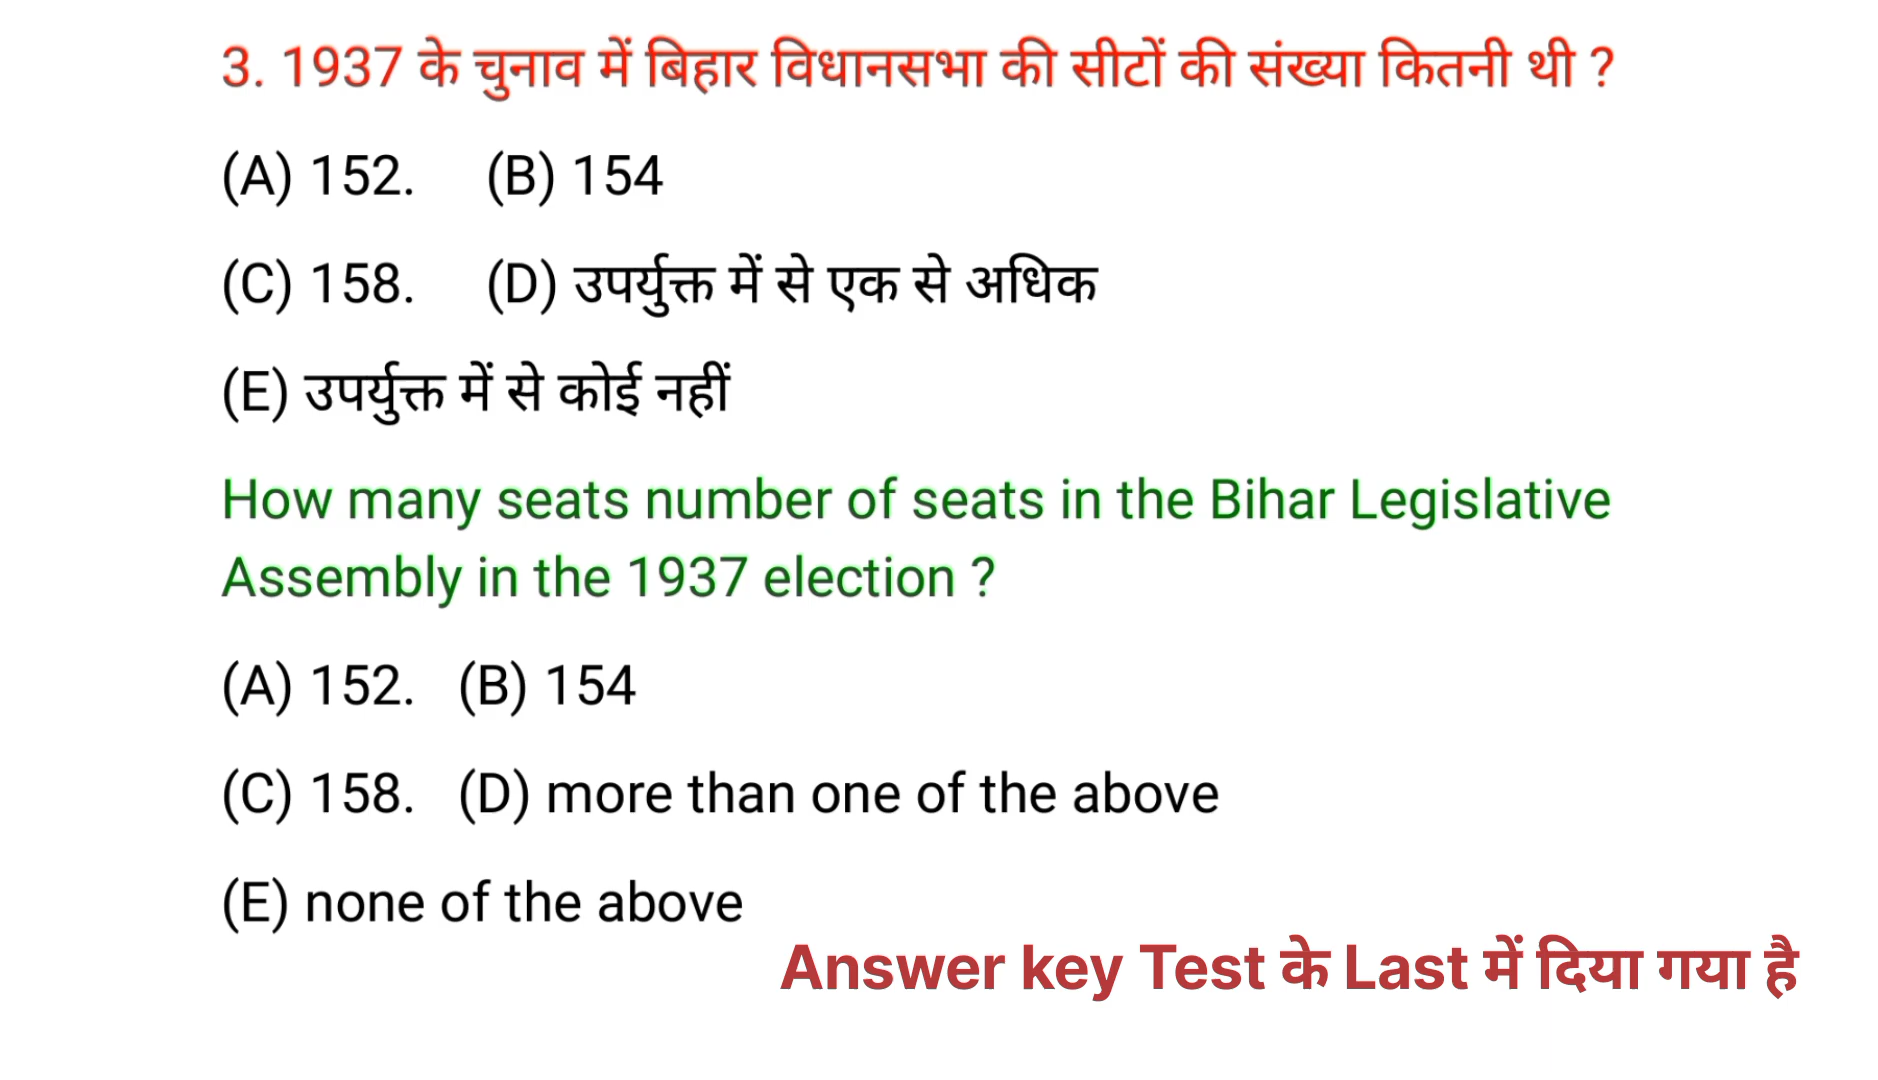 3. 1937 के चुनाव में बिहार विधानसभा की सीटों की संख्या कितनी थी ?
(A) 152. (B) 154
(C) 158. (D) उपर्युक्त में से एक से अधिक
(E) उपर्युक्त में से कोई नहीं
How many seats number of seats in the Bihar Legislative
Assembly in the 1937 election ?
(A) 152. (B) 154
(C) 158. (D) more than one of the above
(E) none of the above
Answer key Test के Last में दिया गया है